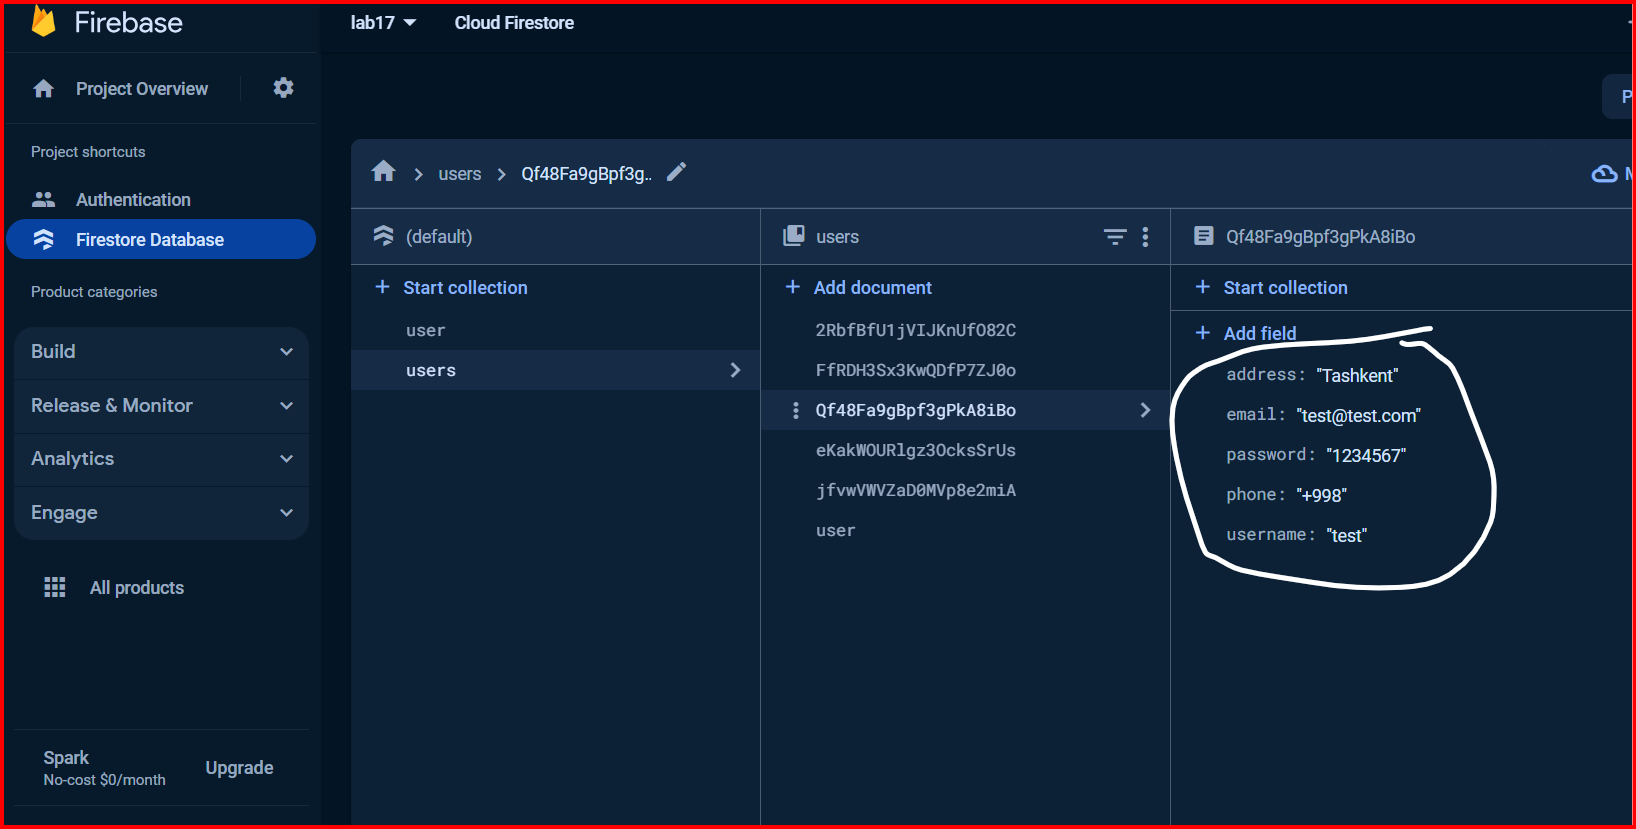 Firebase
lab17
Cloud Firestore
Project Overview
Project shortcuts
Authentication
Firestore Database
Product categories
Build
Release & Monitor
Analytics
Engage
All products
Spark
No-cost $0/month
Upgrade
users
Qf48Fa9gBpf3g..
(default)
Start collection
user
users
users
Add document
2RbfBfU1jVIJKnUfO82C
FfRDH3Sx3KwQDfP7ZJ0o
Qf48Fa9gBpf3gPkA8iBo
eKakWOURlgz3OcksSrUs
jfvwVWVZaD0MVp8e2miA
user
Qf48Fa9gBpf3gPkA8iBo
Start collection
Add field
address: "Tashkent"
email: "test@test.com"
password: "1234567"
phone: "+998"
username: "test"